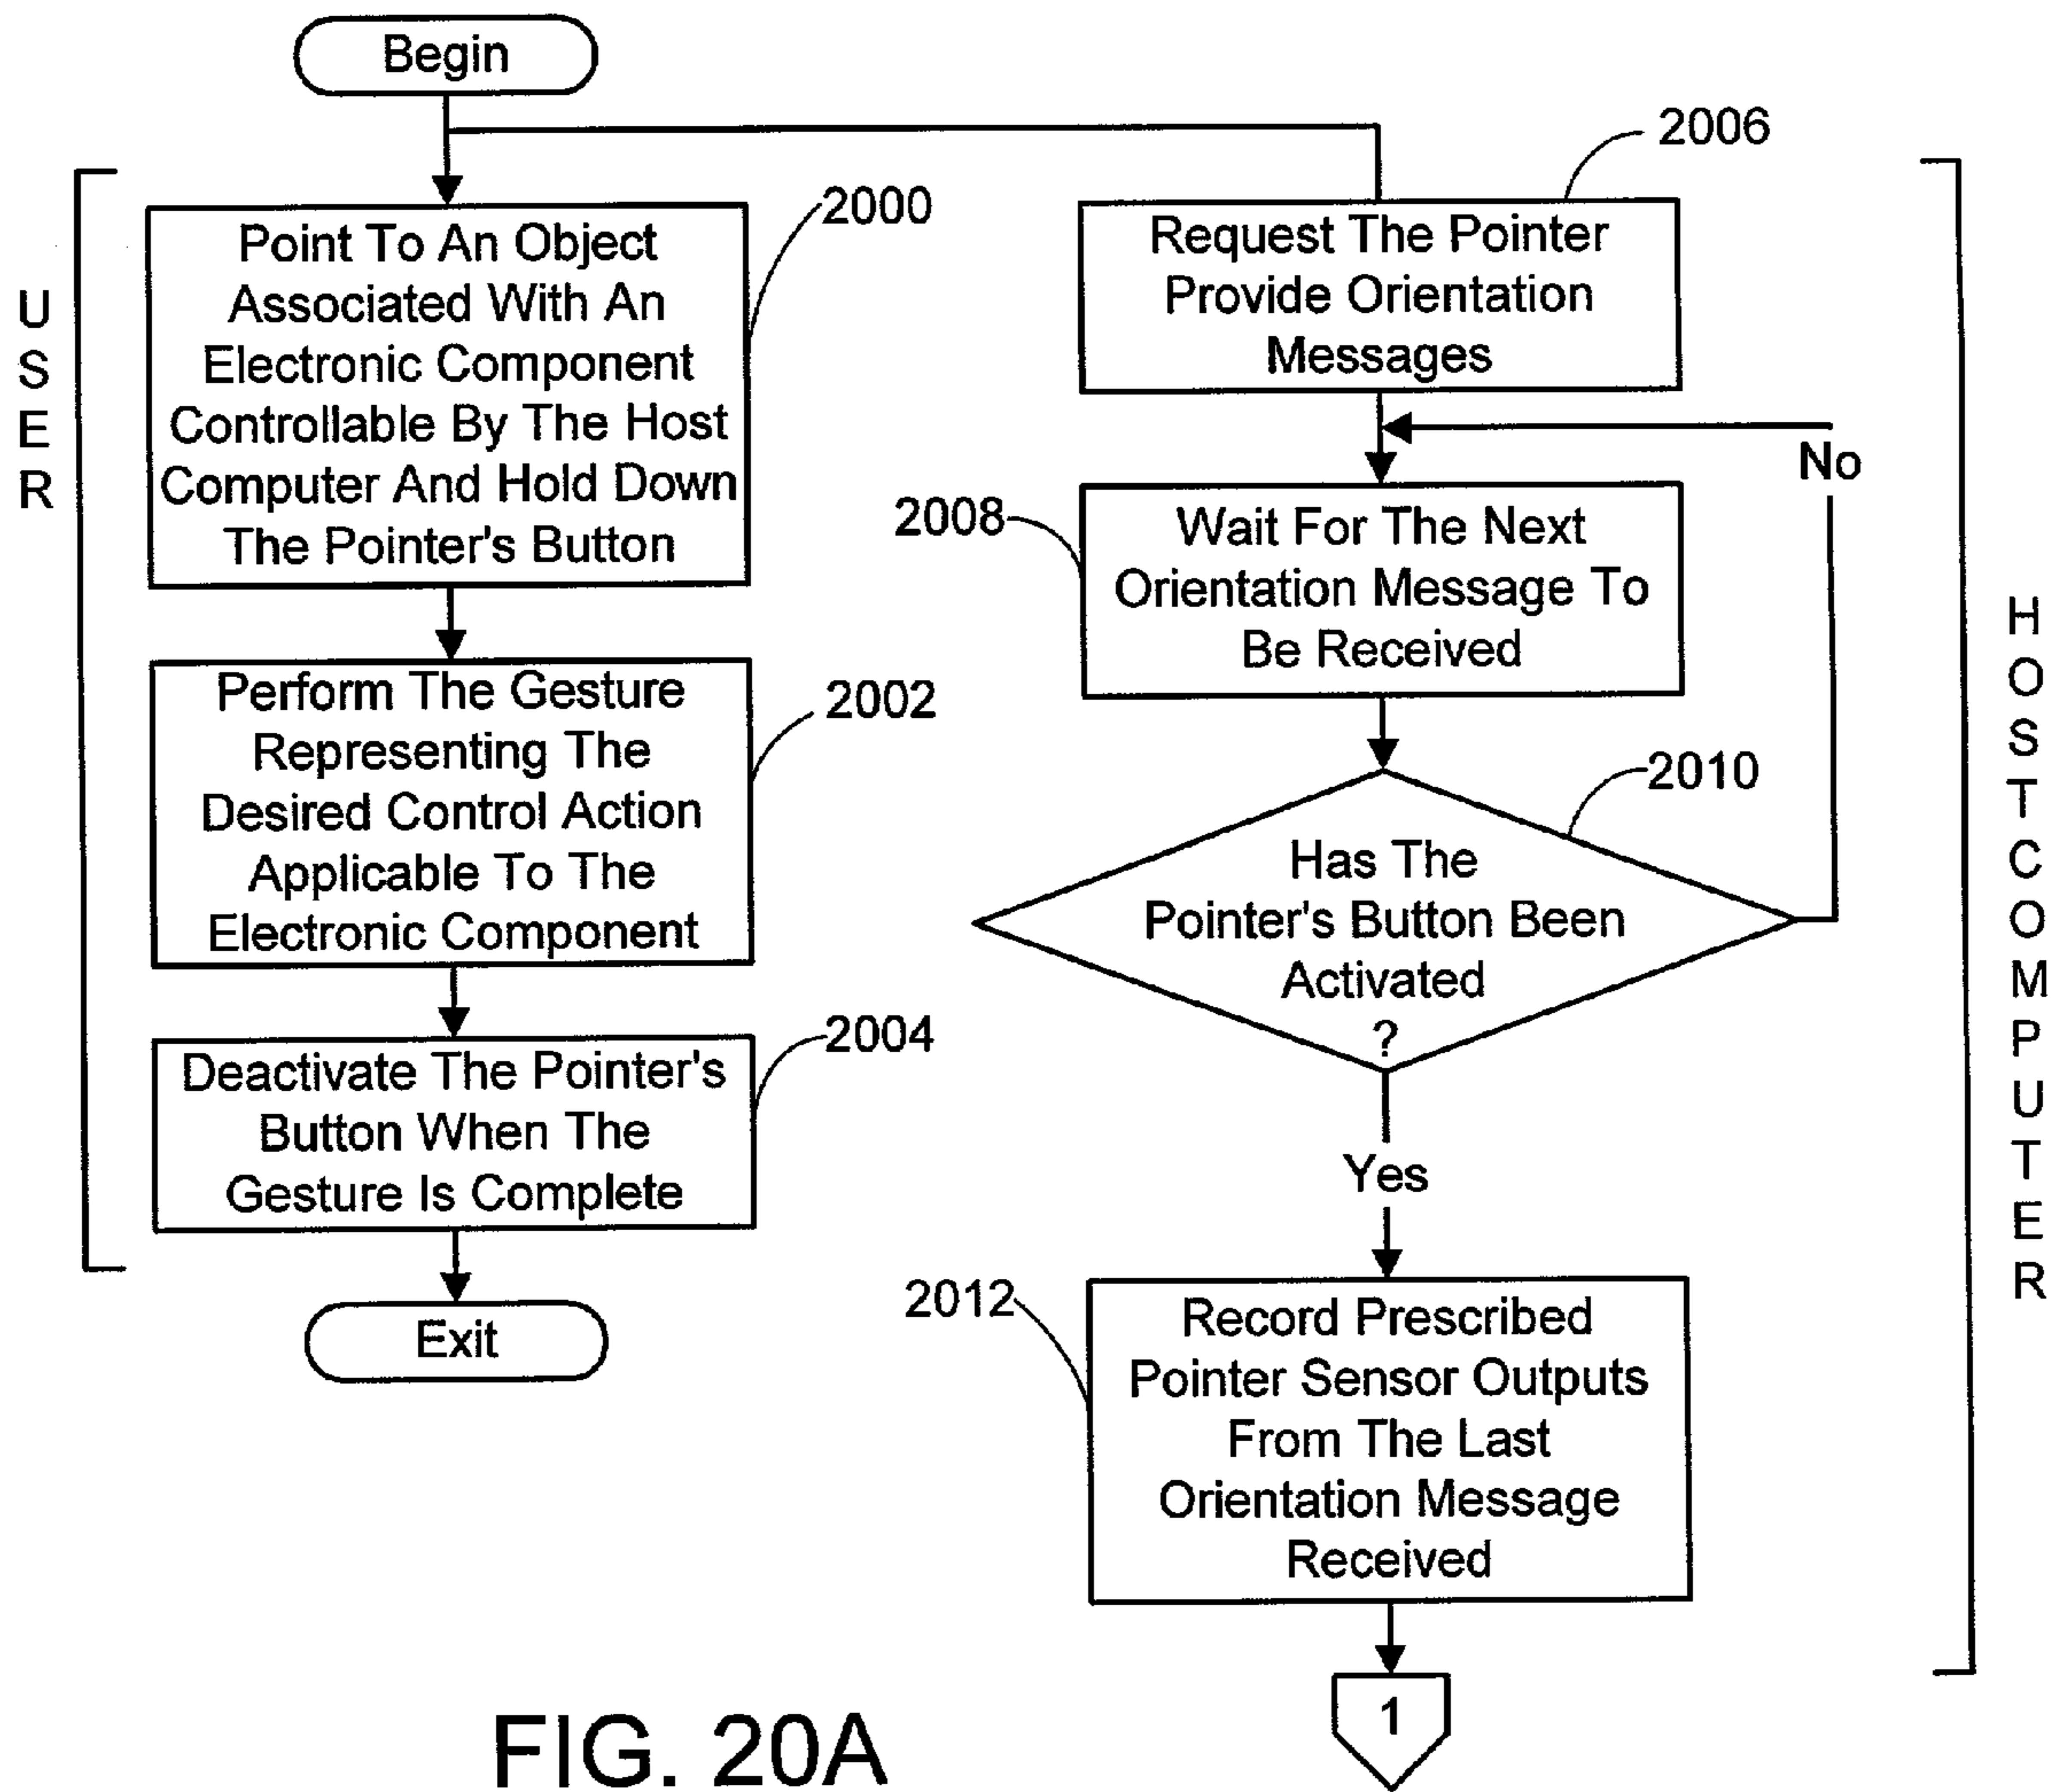 Begin
USER
2000
Point To An Object
Associated With An
Electronic Component
Controllable By The Host
Computer And Hold Down
The Pointer's Button
2002
Perform The Gesture
Representing The
Desired Control Action
Applicable To The
Electronic Component
2004
Deactivate The Pointer's
Button When The
Gesture Is Complete
Exit
2006
Request The Pointer
Provide Orientation
Messages
No
2008
Wait For The Next
Orientation Message To
Be Received
2010
Has The
Pointer's Button Been
Activated
?
Yes
2012
Record Prescribed
Pointer Sensor Outputs
From The Last
Orientation Message
Received
1
HOST COMPUTER
FIG. 20A